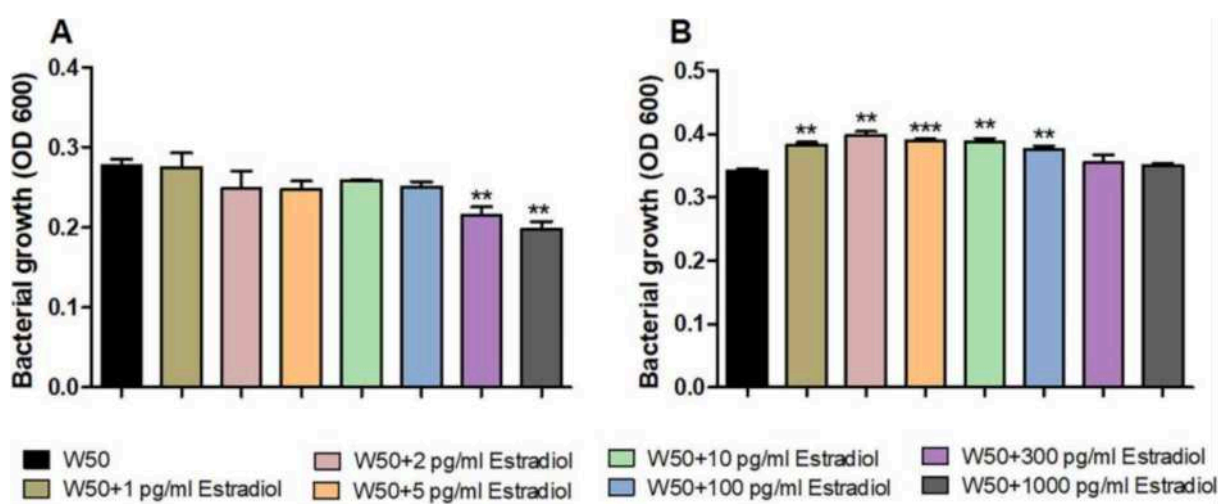 A
Bacterial growth (OD 600)
0.4
0.3
0.2
0.1
0.0
**
**
B
Bacterial growth (OD 600)
0.5
0.4
0.3
0.2
0.1
0.0
**
**
***
**
**
W50
W50+1 pg/ml Estradiol
W50+2 pg/ml Estradiol
W50+5 pg/ml Estradiol
W50+10 pg/ml Estradiol
W50+100 pg/ml Estradiol
W50+300 pg/ml Estradiol
W50+1000 pg/ml Estradiol